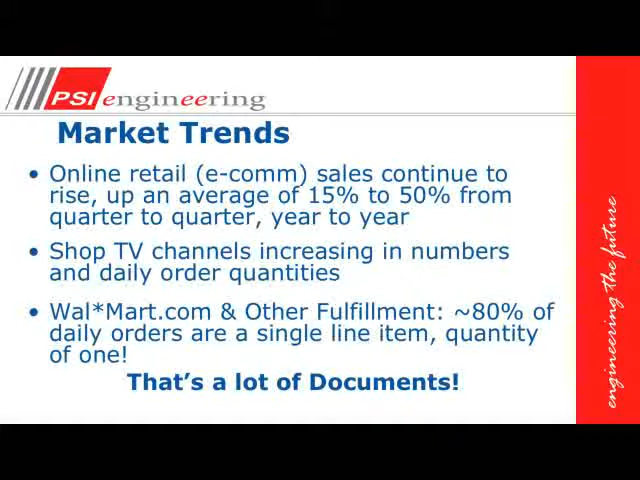 PSI engineering
Market Trends
• Online retail (e-comm) sales continue to
rise, up an average of 15% to 50% from
quarter to quarter, year to year
• Shop TV channels increasing in numbers
and daily order quantities
• Wal*Mart.com & Other Fulfillment: ~80% of
daily orders are a single line item, quantity
of one!
That's a lot of Documents!
engineering the future